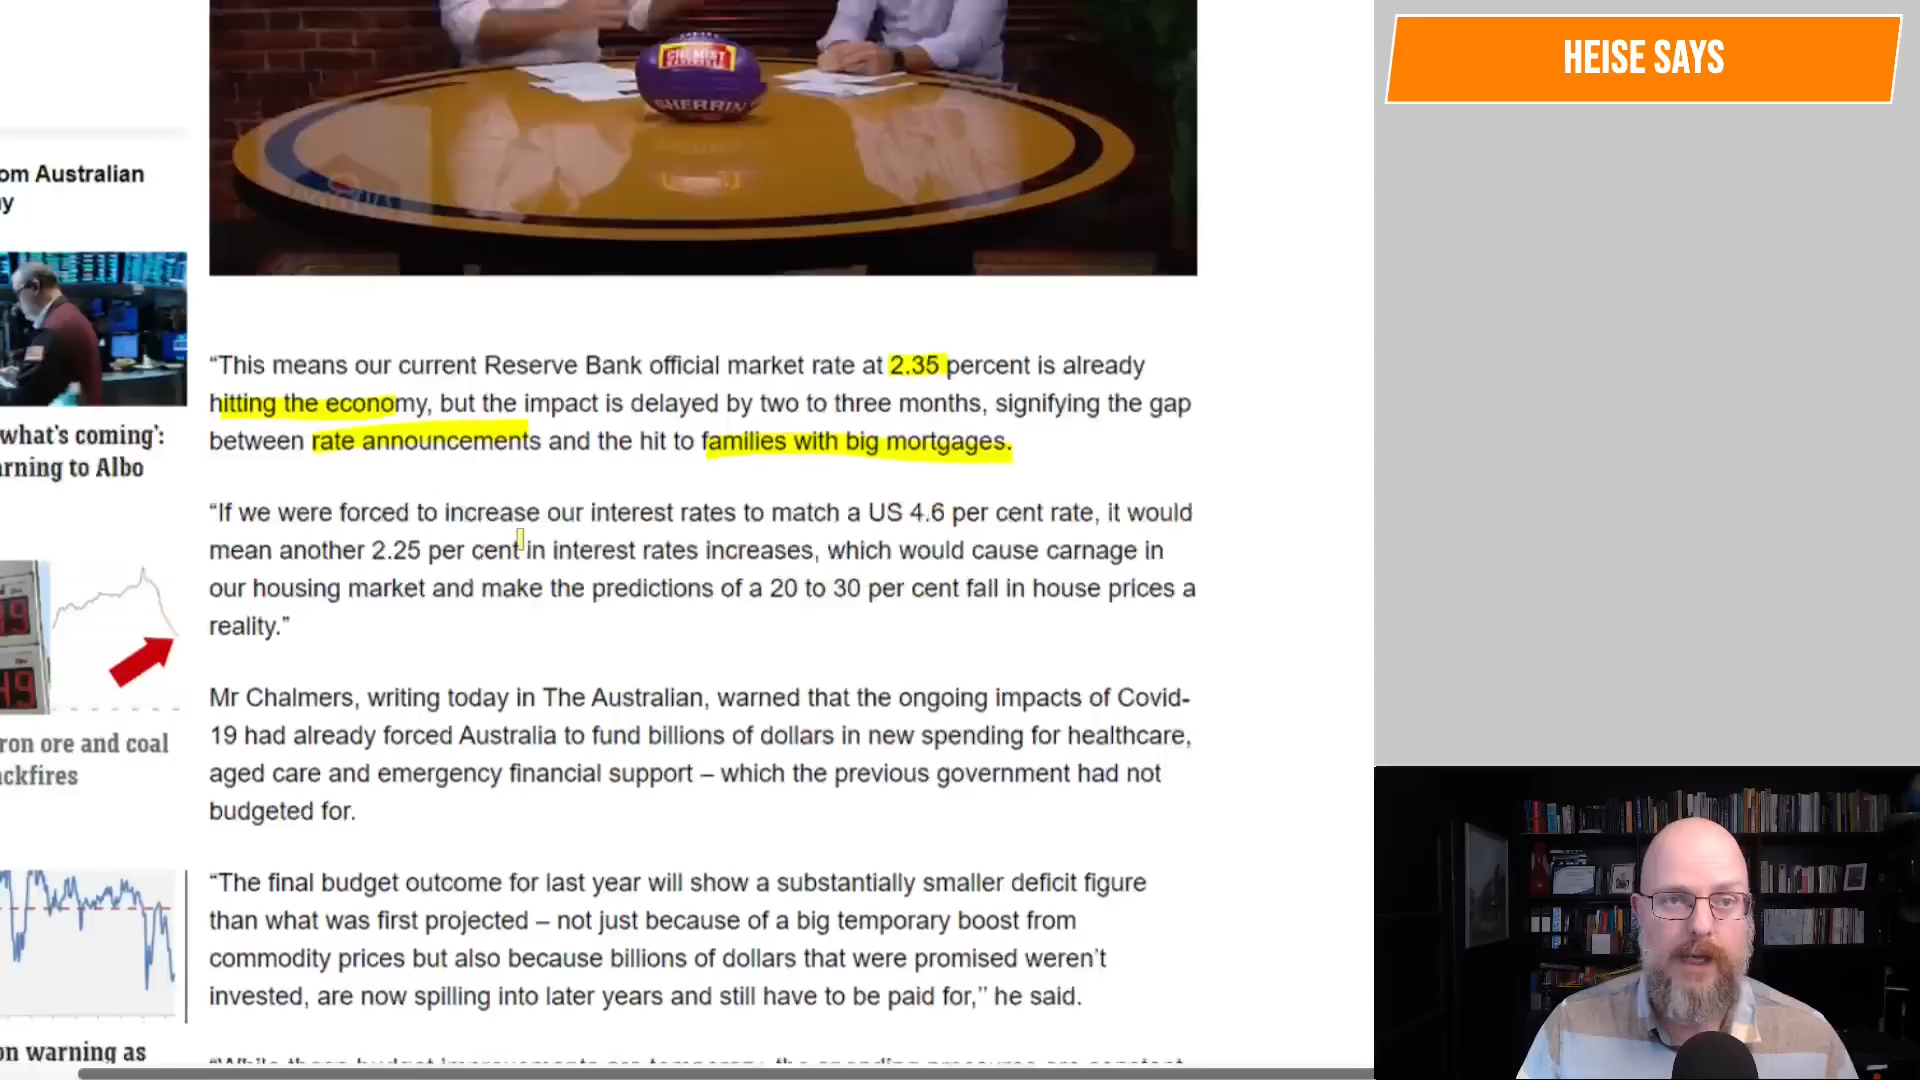 HEISE SAYS
CHEMIST
WAREHOUSE
SHERRIN
om Australian
y
what’s coming’:
rning to Albo
ron ore and coal
ckfires
on warning as
“This means our current Reserve Bank official market rate at 2.35 percent is already
hitting the economy, but the impact is delayed by two to three months, signifying the gap
between rate announcements and the hit to families with big mortgages.
“If we were forced to increase our interest rates to match a US 4.6 per cent rate, it would
mean another 2.25 per cent in interest rates increases, which would cause carnage in
our housing market and make the predictions of a 20 to 30 per cent fall in house prices a
reality.”
Mr Chalmers, writing today in The Australian, warned that the ongoing impacts of Covid-
19 had already forced Australia to fund billions of dollars in new spending for healthcare,
aged care and emergency financial support – which the previous government had not
budgeted for.
“The final budget outcome for last year will show a substantially smaller deficit figure
than what was first projected – not just because of a big temporary boost from
commodity prices but also because billions of dollars that were promised weren’t
invested, are now spilling into later years and still have to be paid for,” he said.